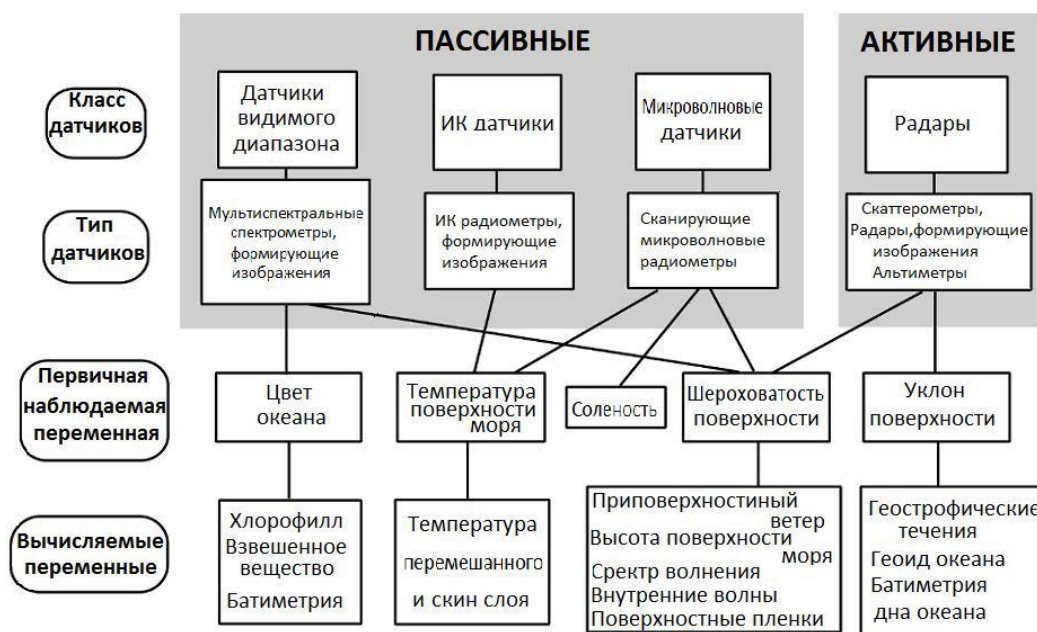 ПАССИВНЫЕ
АКТИВНЫЕ
Класс
датчиков
Датчики
видимого
диапазона
ИК датчики
Микроволновые
датчики
Радары
Тип
датчиков
Мультиспектральные
спектрометры,
формирующие
изображения
ИК радиометры,
формирующие
изображения
Сканирующие
микроволновые
радиометры
Скаттерометры,
Радары,формирующие
изображения
Альтиметры
Первичная
наблюдаемая
переменная
Цвет
океана
Температура
поверхности
моря
Соленость
Шероховатость
поверхности
Уклон
поверхности
Вычисляемые
переменные
Хлорофилл
Взвешенное
вещество
Батиметрия
Температура
перемешанного
и скин слоя
Приповерхностиный
ветер
Высота поверхности
моря
Сректр волнения
Внутренние волны
Поверхностные пленки
Геострофические
течения
Геоид океана
Батиметрия
дна океана